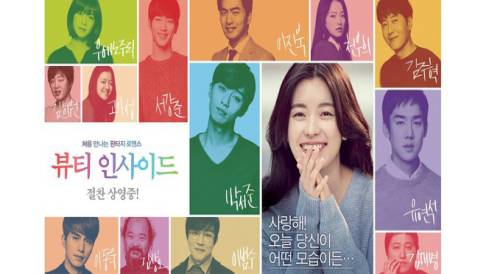 우에노주리
서강준
이진욱
천우희
김주혁
고아성
박서준
유연석
처음 만나는 판타지 로맨스
뷰티 인사이드
절찬 상영중!
사랑해!
오늘 당신이
어떤 모습이든…
이동욱
김상호
이범수